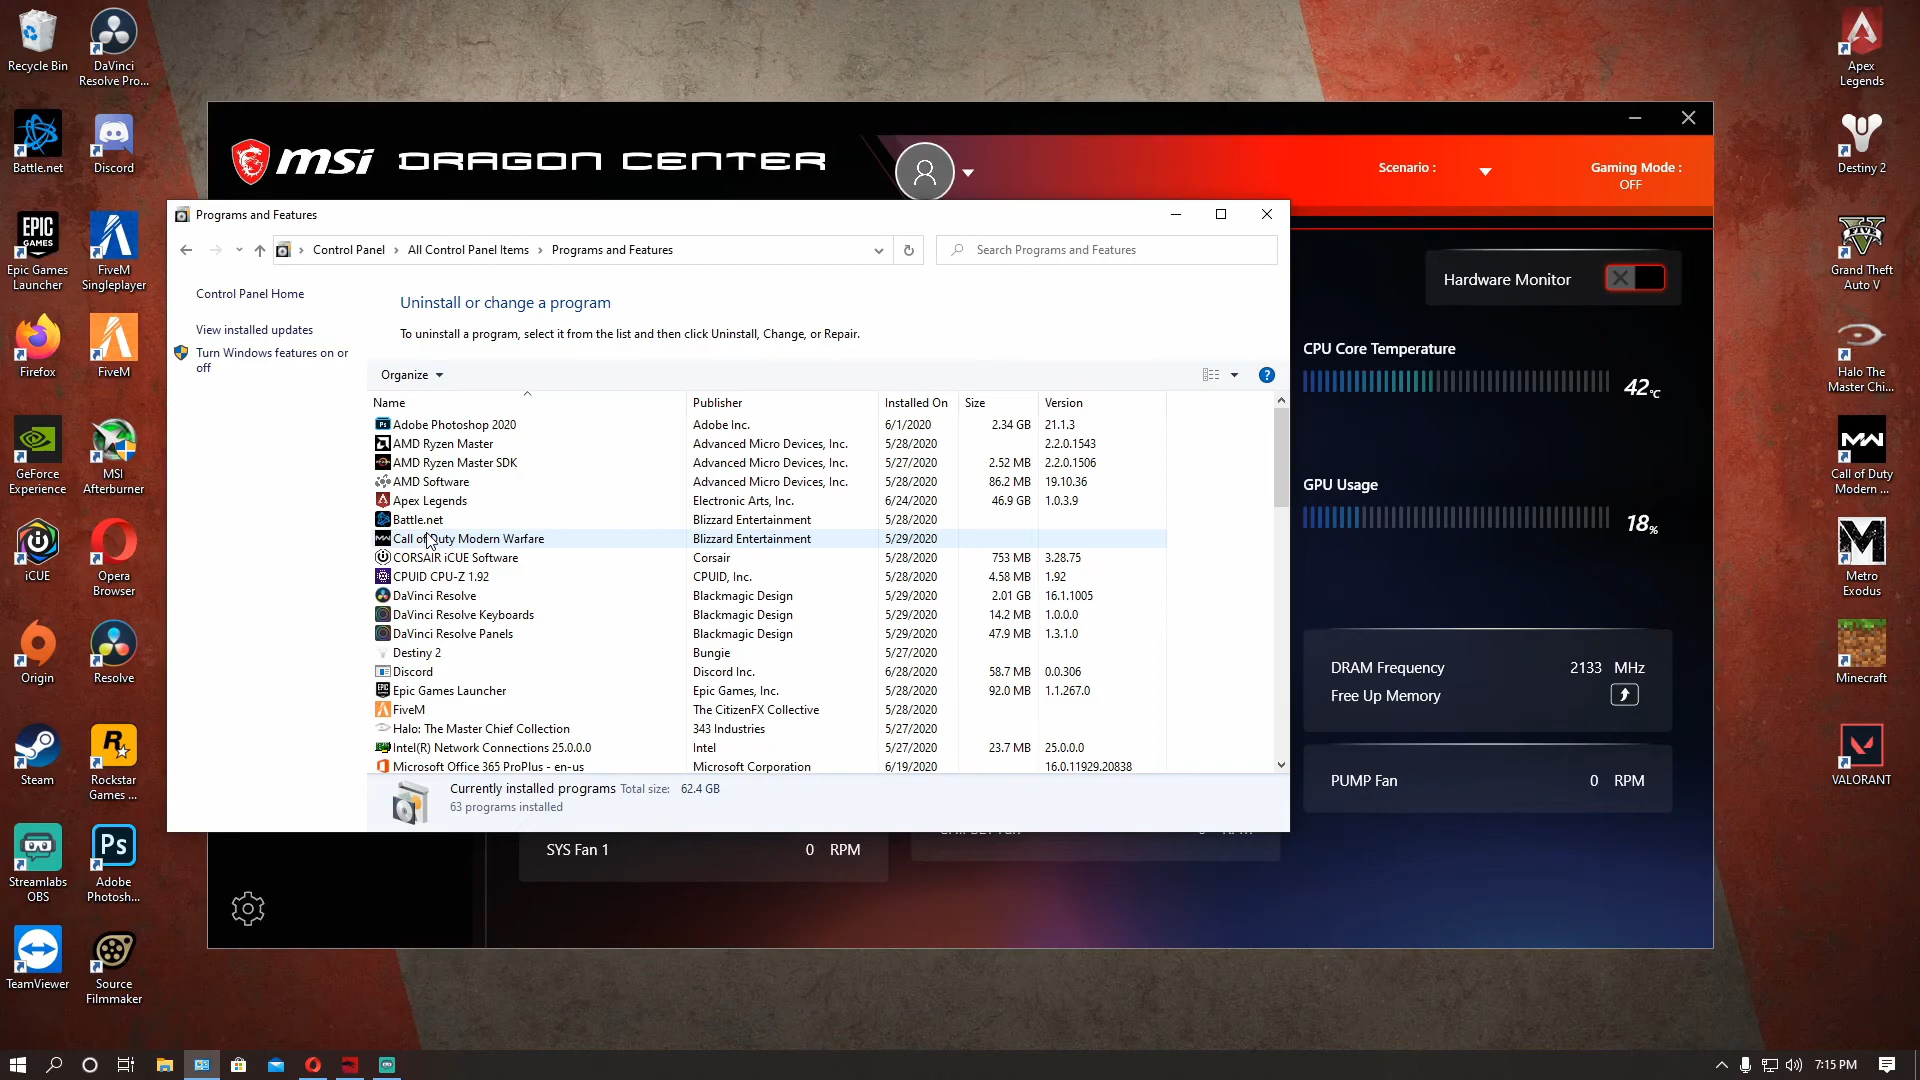 Recycle Bin
DaVinci
Resolve Pro...
Battle.net
Discord
EPIC
GAMES
Epic Games
Launcher
FiveM
Singleplayer
Firefox
FiveM
GeForce
Experience
MSI
Afterburner
iCUE
Opera
Browser
Origin
Resolve
Steam
Rockstar
Games ...
Streamlabs
OBS
Ps
Adobe
Photosh...
TeamViewer
Source
Filmmaker
msi DRAGON CENTER
Scenario :
Gaming Mode :
OFF
Programs and Features
Control Panel
All Control Panel Items
Programs and Features
Search Programs and Features
Control Panel Home
View installed updates
Turn Windows features on or
off
Uninstall or change a program
To uninstall a program, select it from the list and then click Uninstall, Change, or Repair.
Organize
Name Publisher Installed On Size Version
Adobe Photoshop 2020 Adobe Inc. 6/1/2020 2.34 GB 21.1.3
AMD Ryzen Master Advanced Micro Devices, Inc. 5/28/2020 2.2.0.1543
AMD Ryzen Master SDK Advanced Micro Devices, Inc. 5/27/2020 2.52 MB 2.2.0.1506
AMD Software Advanced Micro Devices, Inc. 5/28/2020 86.2 MB 19.10.36
Apex Legends Electronic Arts, Inc. 6/24/2020 46.9 GB 1.0.3.9
Battle.net Blizzard Entertainment 5/28/2020
Call of Duty Modern Warfare Blizzard Entertainment 5/29/2020
CORSAIR iCUE Software Corsair 5/28/2020 753 MB 3.28.75
CPUID CPU-Z 1.92 CPUID, Inc. 5/28/2020 4.58 MB 1.92
DaVinci Resolve Blackmagic Design 5/29/2020 2.01 GB 16.1.1005
DaVinci Resolve Keyboards Blackmagic Design 5/29/2020 14.2 MB 1.0.0.0
DaVinci Resolve Panels Blackmagic Design 5/29/2020 47.9 MB 1.3.1.0
Destiny 2 Bungie 5/27/2020
Discord Discord Inc. 6/28/2020 58.7 MB 0.0.306
Epic Games Launcher Epic Games, Inc. 5/28/2020 92.0 MB 1.1.267.0
FiveM The CitizenFX Collective 5/28/2020
Halo: The Master Chief Collection 343 Industries 5/27/2020
Intel(R) Network Connections 25.0.0.0 Intel 5/27/2020 23.7 MB 25.0.0.0
Microsoft Office 365 ProPlus - en-us Microsoft Corporation 6/19/2020 16.0.11929.20838
Currently installed programs Total size: 62.4 GB
63 programs installed
Hardware Monitor
CPU Core Temperature
42°C
GPU Usage
18%
DRAM Frequency 2133 MHz
Free Up Memory
PUMP Fan 0 RPM
SYS Fan 1 0 RPM
Apex
Legends
Destiny 2
Grand Theft
Auto V
Halo The
Master Chi...
MW
Call of Duty
Modern ...
Metro
Exodus
Minecraft
VALORANT
7:15 PM